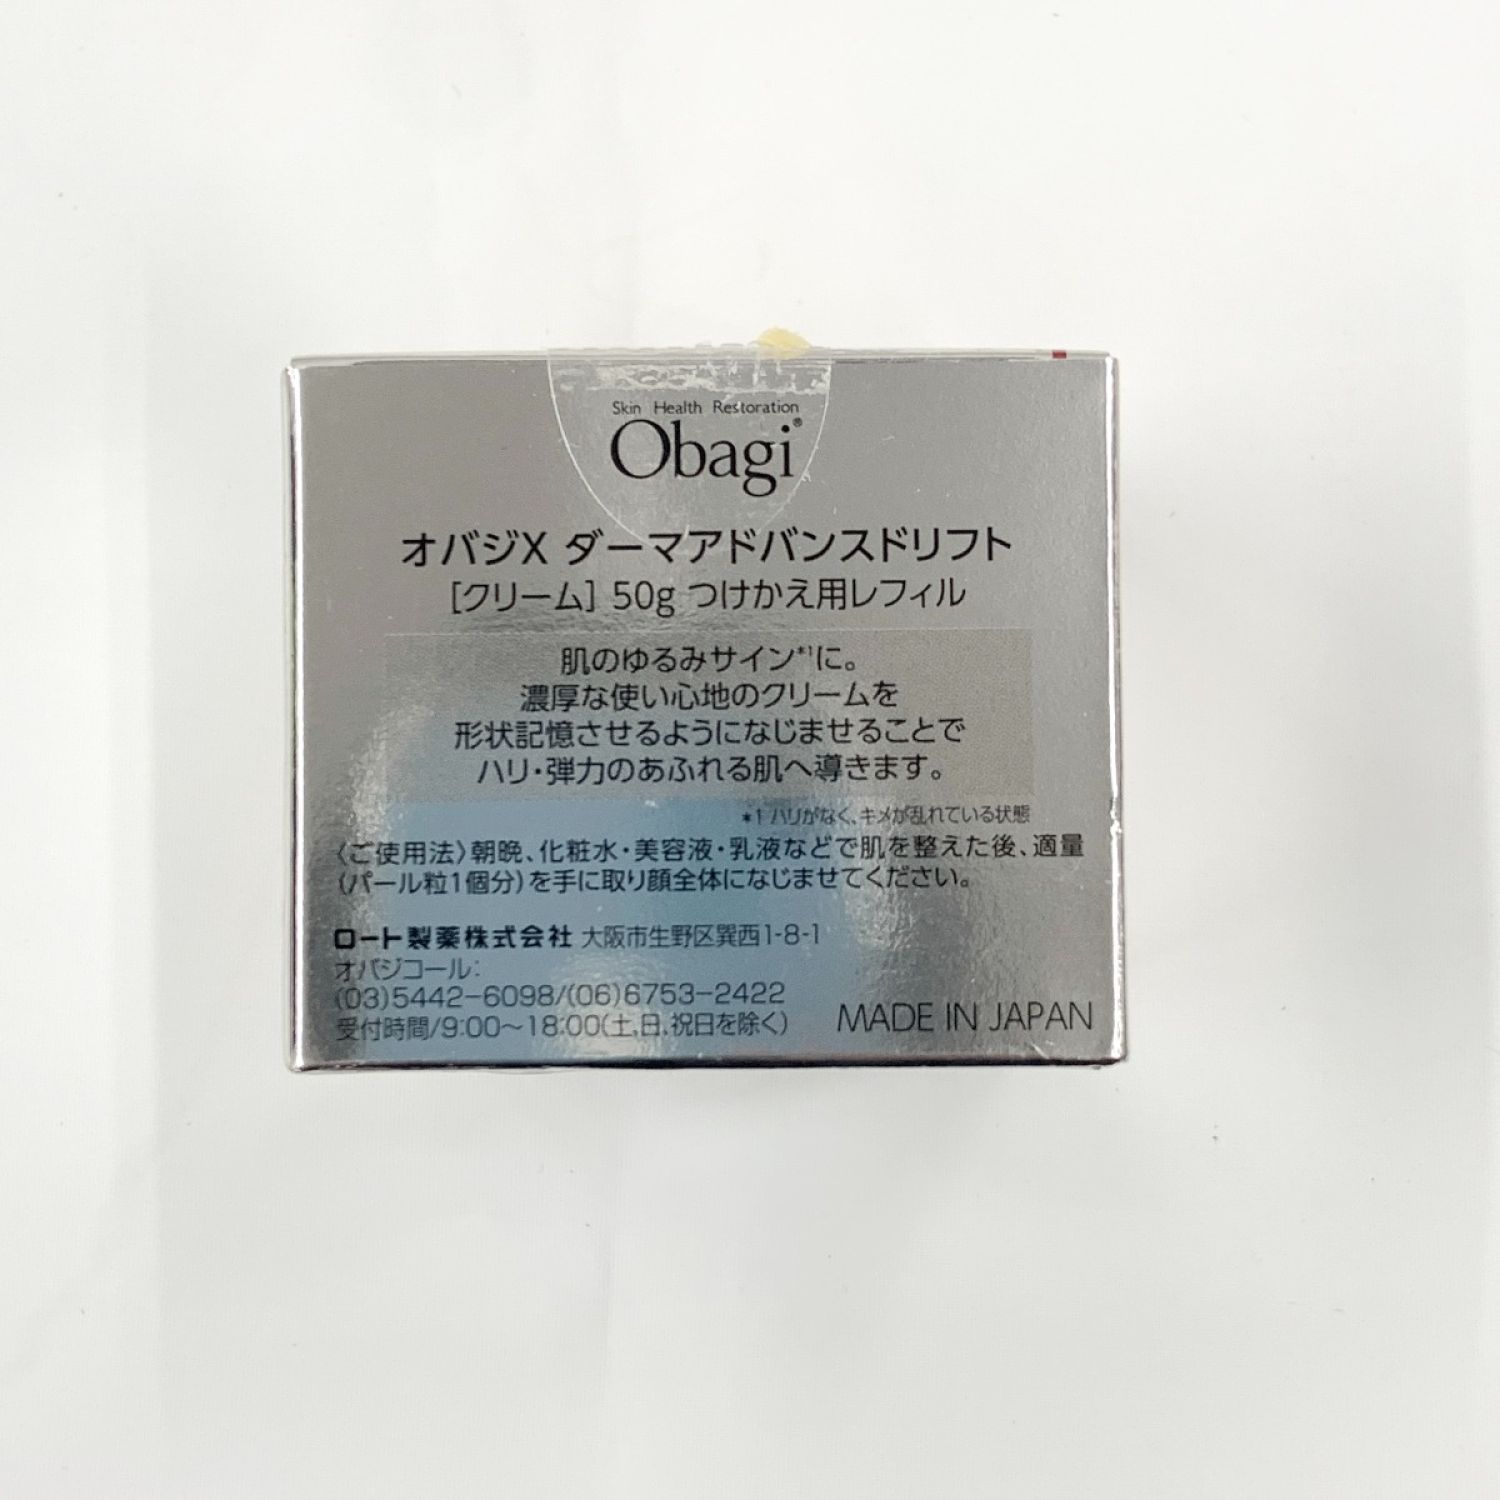 Skin Health Restoration
Obagi®
オバジX ダーマアドバンスドリフト
[クリーム] 50g つけかえ用レフィル
肌のゆるみサイン*1に。
濃厚な使い心地のクリームを
形状記憶させるようになじませることで
ハリ・弾力のあふれる肌へ導きます。
*1 ハリがなく、キメが乱れている状態
〈ご使用法〉朝晩、化粧水・美容液・乳液などで肌を整えた後、適量
(パール粒1個分)を手に取り顔全体になじませてください。
ロート製薬株式会社 大阪市生野区巽西1-8-1
オバジコール:
(03)5442-6098/(06)6753-2422
受付時間/9:00〜18:00(土、日、祝日を除く)
MADE IN JAPAN